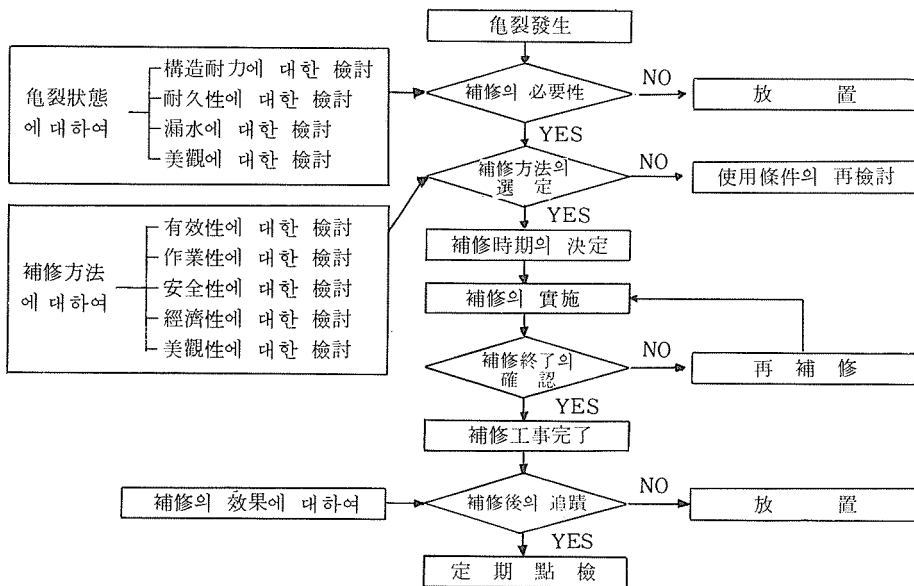 亀裂發生
亀裂狀態
에 대하여
構造耐力에 대한 檢討
耐久性에 대한 檢討
漏水에 대한 檢討
美觀에 대한 檢討
補修의 必要性
NO
放 置
YES
補修方法의
選 定
NO
使用條件의 再檢討
YES
補修方法
에 대하여
有效性에 대한 檢討
作業性에 대한 檢討
安全性에 대한 檢討
經濟性에 대한 檢討
美觀性에 대한 檢討
補修時期의 決定
補修의 實施
補修終了의
確 認
NO
再 補 修
YES
補修工事完了
補修의 效果에 대하여
補修後의 追蹟
NO
放 置
YES
定 期 點 檢